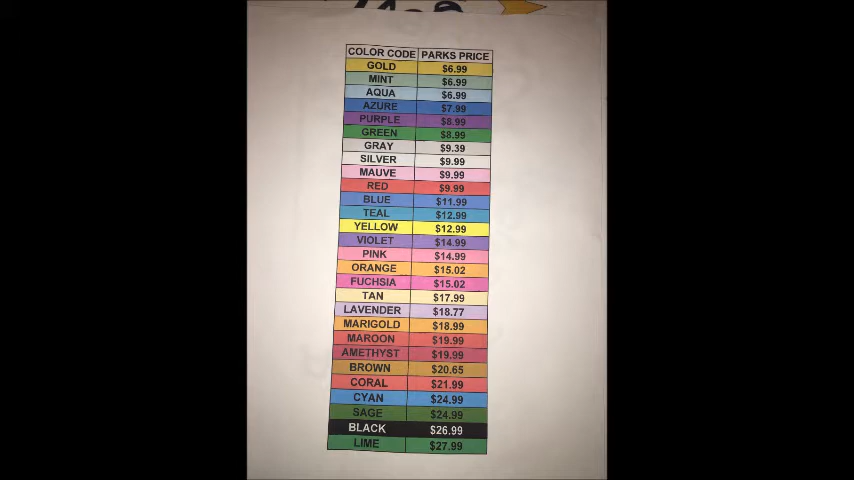 COLOR CODE PARKS PRICE
GOLD $6.99
MINT $6.99
AQUA $6.99
AZURE $7.99
PURPLE $8.99
GREEN $8.99
GRAY $9.39
SILVER $9.99
MAUVE $9.99
RED $9.99
BLUE $11.99
TEAL $12.99
YELLOW $12.99
VIOLET $14.99
PINK $14.99
ORANGE $15.02
FUCHSIA $15.02
TAN $17.99
LAVENDER $18.77
MARIGOLD $18.99
MAROON $19.99
AMETHYST $19.99
BROWN $20.65
CORAL $21.99
CYAN $24.99
SAGE $24.99
BLACK $26.99
LIME $27.99